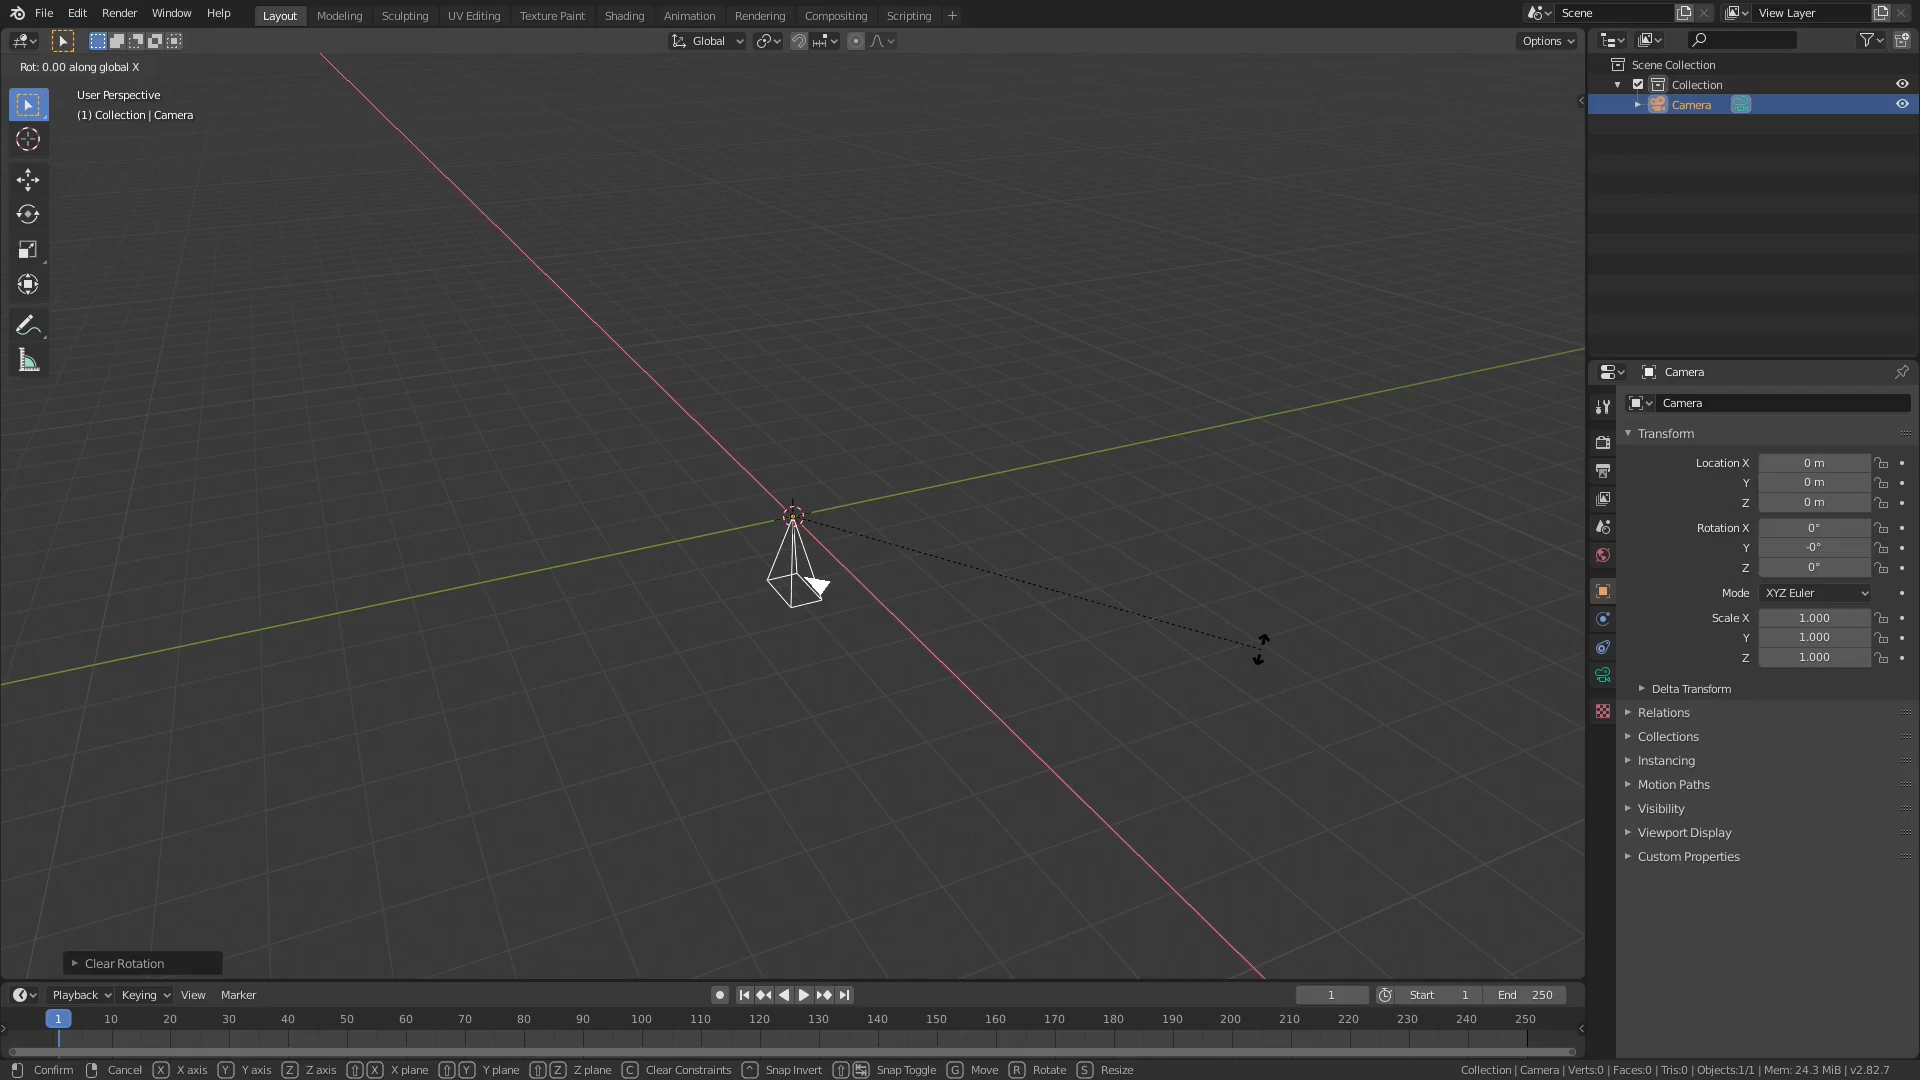 File Edit Render Window Help Layout Modeling Sculpting UV Editing Texture Paint Shading Animation Rendering Compositing Scripting + Scene View Layer
Global Options
Rot: 0.00 along global X
User Perspective
(1) Collection | Camera
Scene Collection
Collection
Camera
Camera
Camera
Transform
Location X 0 m
Y 0 m
Z 0 m
Rotation X 0°
Y -0°
Z 0°
Mode XYZ Euler
Scale X 1.000
Y 1.000
Z 1.000
Delta Transform
Relations
Collections
Instancing
Motion Paths
Visibility
Viewport Display
Custom Properties
Clear Rotation
Playback Keying View Marker 1 Start 1 End 250
1 10 20 30 40 50 60 70 80 90 100 110 120 130 140 150 160 170 180 190 200 210 220 230 240 250
Confirm Cancel X X axis Y Y axis Z Z axis X X plane Y Y plane Z Z plane C Clear Constraints ^ Snap Invert Snap Toggle G Move R Rotate S Resize Collection | Camera | Verts:0 | Faces:0 | Tris:0 | Objects:1/1 | Mem: 24.3 MiB | v2.82.7